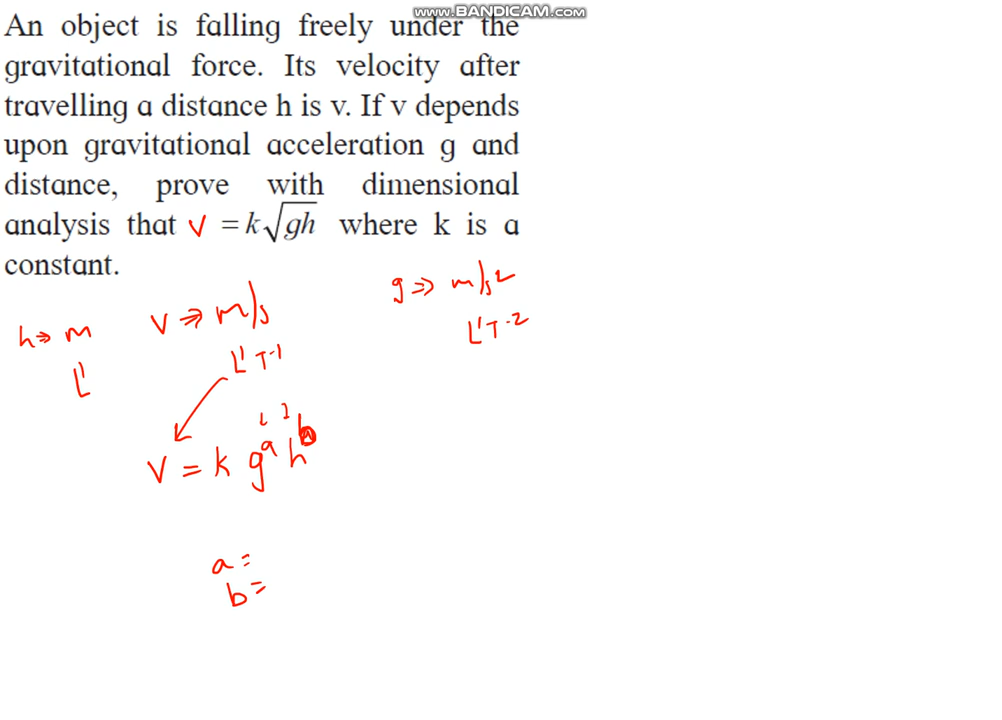 www.BANDICAM.com
An object is falling freely under the
gravitational force. Its velocity after
travelling a distance h is v. If v depends
upon gravitational acceleration g and
distance, prove with dimensional
analysis that v = k√gh where k is a
constant.
g ⇒ m/s²
h ⇒ m
v ⇒ m/s
L¹T⁻²
L¹ T⁻¹
L¹
v = k gᵃ hᵇ
a =
b =